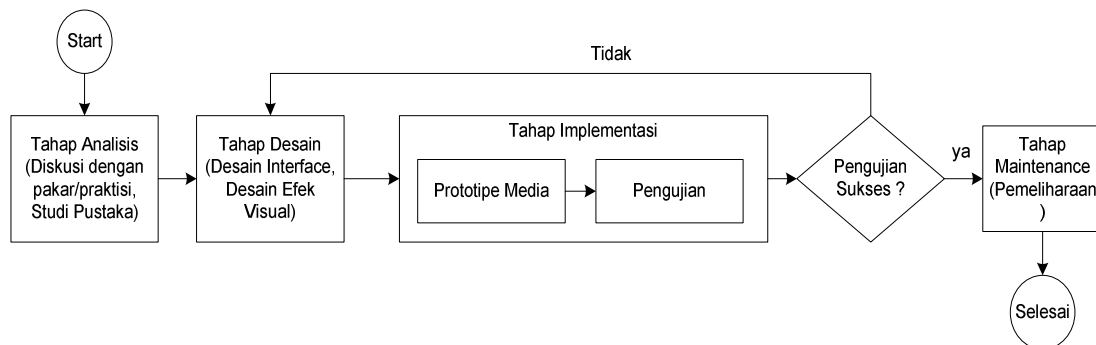 Start
Tidak
Tahap Analisis
(Diskusi dengan
pakar/praktisi,
Studi Pustaka)
Tahap Desain
(Desain Interface,
Desain Efek
Visual)
Tahap Implementasi
Prototipe Media
Pengujian
Pengujian
Sukses ?
ya
Tahap
Maintenance
(Pemeliharaan
)
Selesai